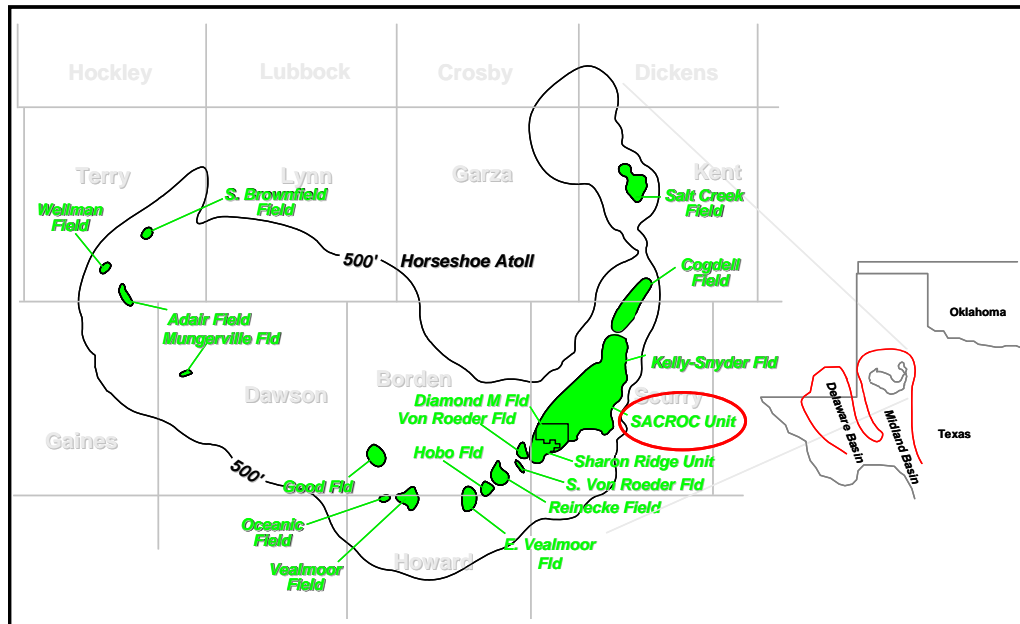 Hockley
Lubbock
Crosby
Dickens
Terry
Lynn
Garza
Kent
S. Brownfield
Field
Wellman
Field
Salt Creek
Field
500' Horseshoe Atoll
Cogdell
Field
Adair Field
Mungerville Fld
Oklahoma
Kelly-Snyder Fld
Borden
Dawson
Diamond M Fld
Scurry
Von Roeder Fld
SACROC Unit
Delaware Basin
Midland Basin
Texas
Gaines
Hobo Fld
Sharon Ridge Unit
500'
Good Fld
S. Von Roeder Fld
Reinecke Field
Oceanic
Field
E. Vealmoor
Fld
Vealmoor
Field
Howard